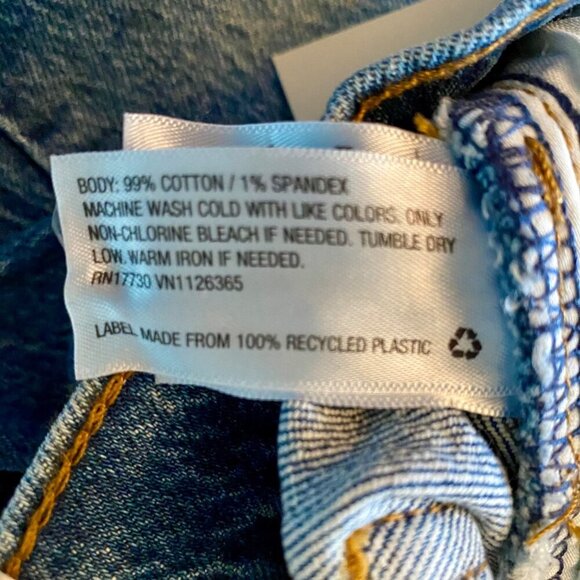 BODY: 99% COTTON / 1% SPANDEX
MACHINE WASH COLD WITH LIKE COLORS. ONLY
NON-CHLORINE BLEACH IF NEEDED. TUMBLE DRY
LOW. WARM IRON IF NEEDED.
RN17730 VN1126365
LABEL MADE FROM 100% RECYCLED PLASTIC